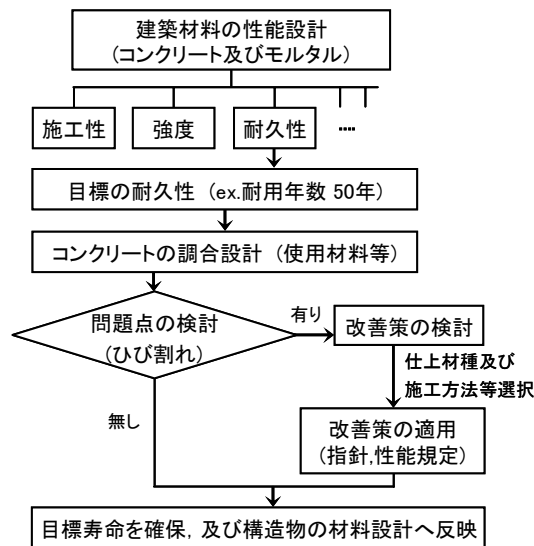 建築材料の性能設計
(コンクリート及びモルタル)
施工性
強度
耐久性
....
目標の耐久性 (ex.耐用年数 50年)
コンクリートの調合設計 (使用材料等)
問題点の検討
(ひび割れ)
有り
改善策の検討
仕上材種及び
施工方法等選択
無し
改善策の適用
(指針,性能規定)
目標寿命を確保, 及び構造物の材料設計へ反映